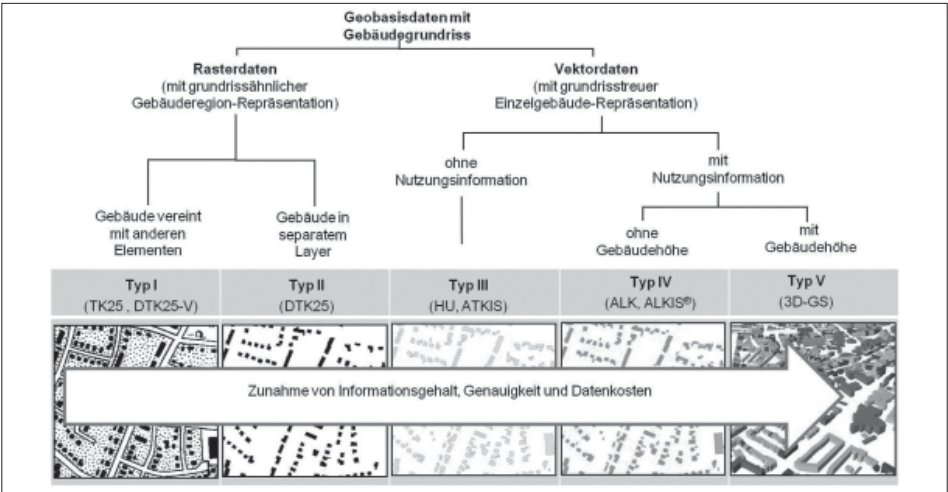 Geobasisdaten mit
Gebäudegrundriss
Rasterdaten
(mit grundrissähnlicher
Gebäuderegion-Repräsentation)
Vektordaten
(mit grundrisstreuer
Einzelgebäude-Repräsentation)
ohne
Nutzungsinformation
mit
Nutzungsinformation
Gebäude vereint
mit anderen
Elementen
Gebäude in
separatem
Layer
ohne
Gebäudehöhe
mit
Gebäudehöhe
Typ I
(TK25 , DTK25-V)
Typ II
(DTK25)
Typ III
(HU, ATKIS)
Typ IV
(ALK, ALKIS®)
Typ V
(3D-GS)
Zunahme von Informationsgehalt, Genauigkeit und Datenkosten